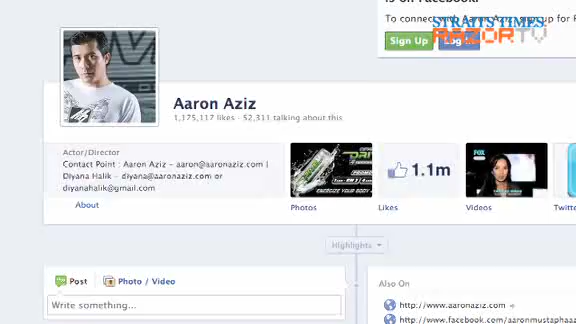 is on Facebook.
To connect with Aaron Aziz, sign up for F
STRAITS TIMES
RAZORTV
Sign Up
Log In
Aaron Aziz
1,175,117 likes · 52,311 talking about this
Actor/Director
Contact Point : Aaron Aziz - aaron@aaronaziz.com |
Diyana Halik - diyana@aaronaziz.com or
diyanahalik@gmail.com
About
1.1m
FOX
Photos
Likes
Videos
Twitte
Highlights
Post
Photo / Video
Write something...
Also On
http://www.aaronaziz.com
http://www.facebook.com/aaronmustaphaaz